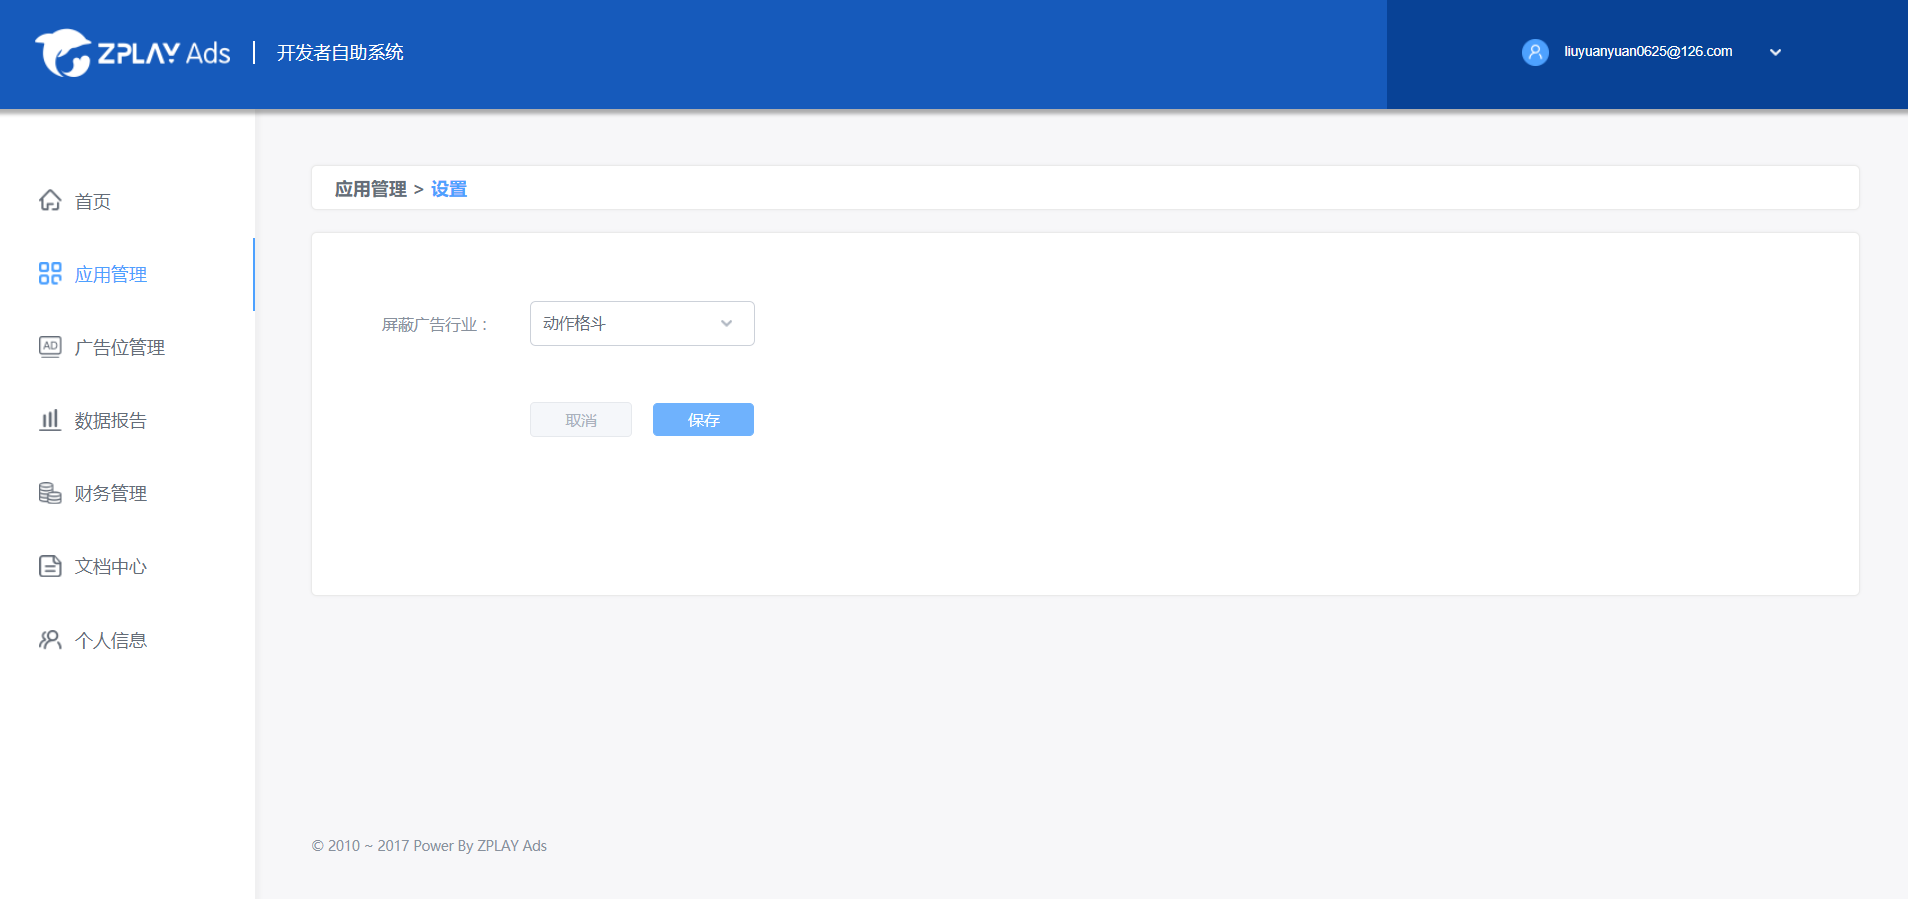 ZPLAY Ads | 开发者自助系统
liuyuanyuan0625@126.com
首页
应用管理
广告位管理
数据报告
财务管理
文档中心
个人信息
应用管理 > 设置
屏蔽广告行业：
动作格斗
取消
保存
© 2010 ~ 2017 Power By ZPLAY Ads